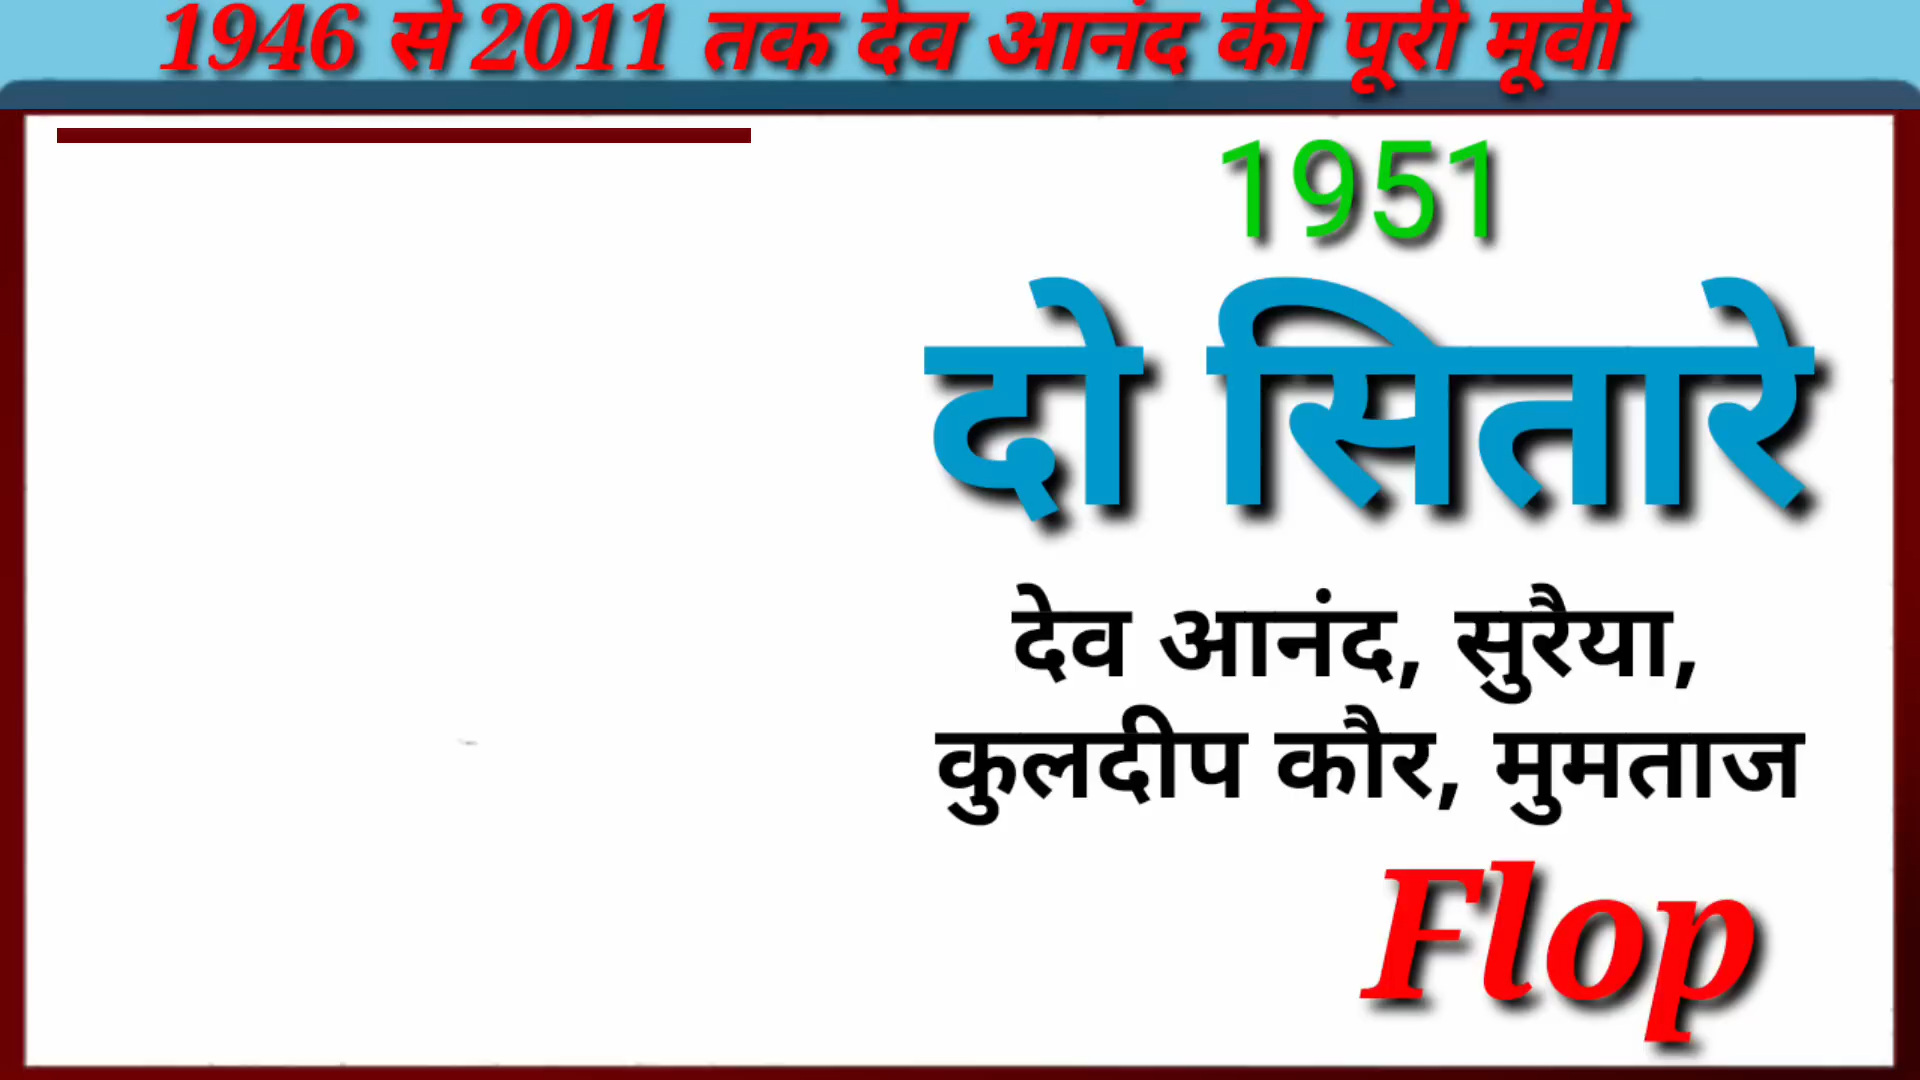 1946 से 2011 तक देव आनंद की पूरी मूवी
1951
दो सितारे
देव आनंद, सुरैया,
कुलदीप कौर, मुमताज
Flop